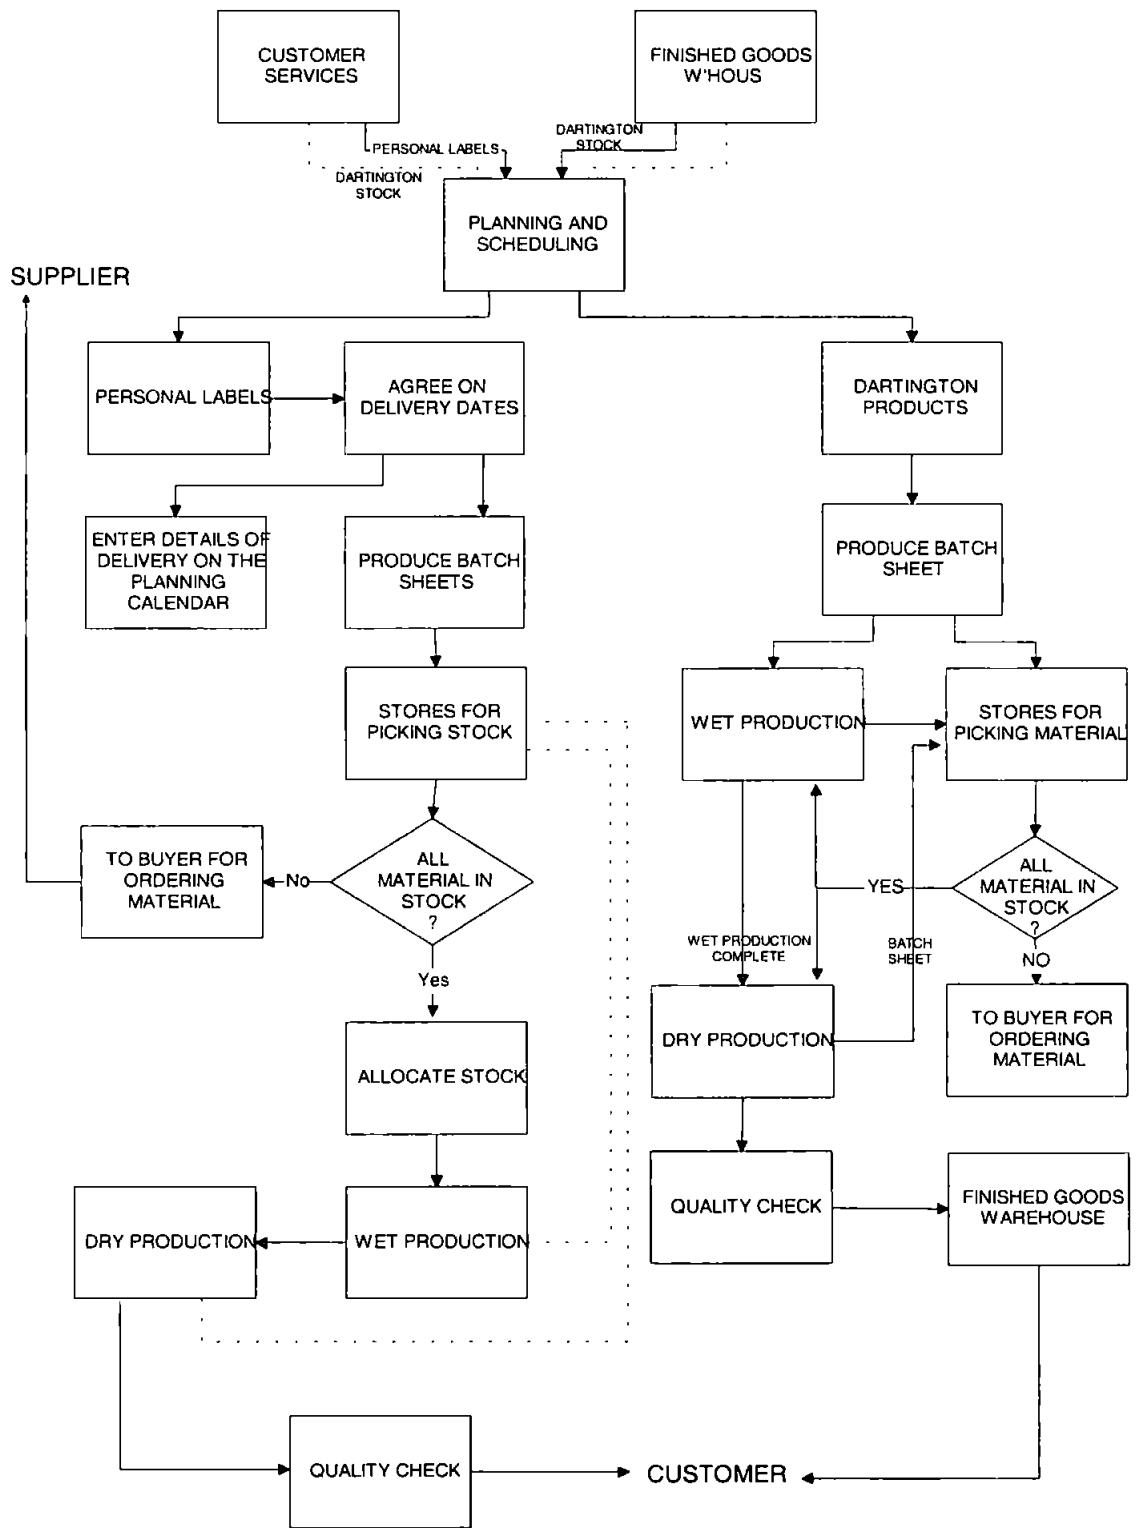 CUSTOMER
SERVICES
FINISHED GOODS
W'HOUS
PERSONAL LABELS
DARTINGTON
STOCK
DARTINGTON
STOCK
PLANNING AND
SCHEDULING
SUPPLIER
PERSONAL LABELS
AGREE ON
DELIVERY DATES
DARTINGTON
PRODUCTS
ENTER DETAILS OF
DELIVERY ON THE
PLANNING
CALENDAR
PRODUCE BATCH
SHEETS
PRODUCE BATCH
SHEET
STORES FOR
PICKING STOCK
WET PRODUCTION
STORES FOR
PICKING MATERIAL
TO BUYER FOR
ORDERING
MATERIAL
No
ALL
MATERIAL IN
STOCK
?
YES
ALL
MATERIAL IN
STOCK
?
WET PRODUCTION
COMPLETE
BATCH
SHEET
NO
Yes
ALLOCATE STOCK
DRY PRODUCTION
TO BUYER FOR
ORDERING
MATERIAL
DRY PRODUCTION
WET PRODUCTION
QUALITY CHECK
FINISHED GOODS
WAREHOUSE
QUALITY CHECK
CUSTOMER